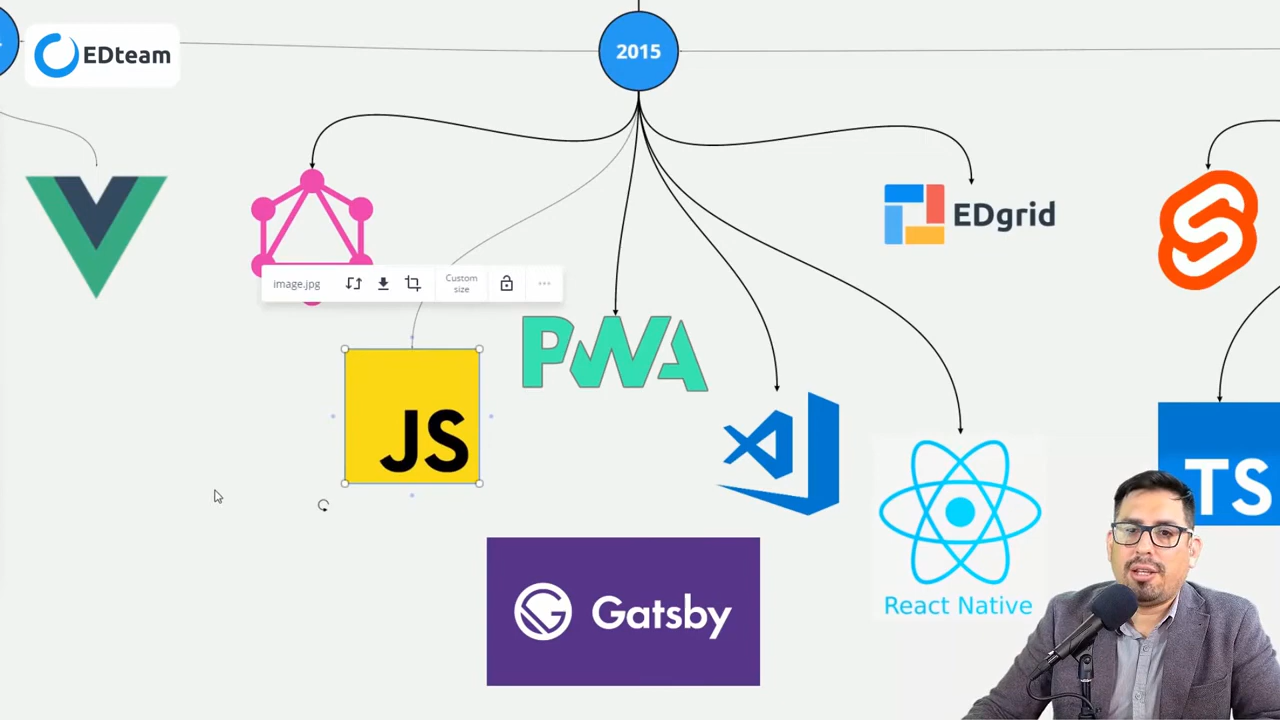 EDteam
2015
EDgrid
image.jpg
Custom
size
PWA
JS
TS
React Native
Gatsby